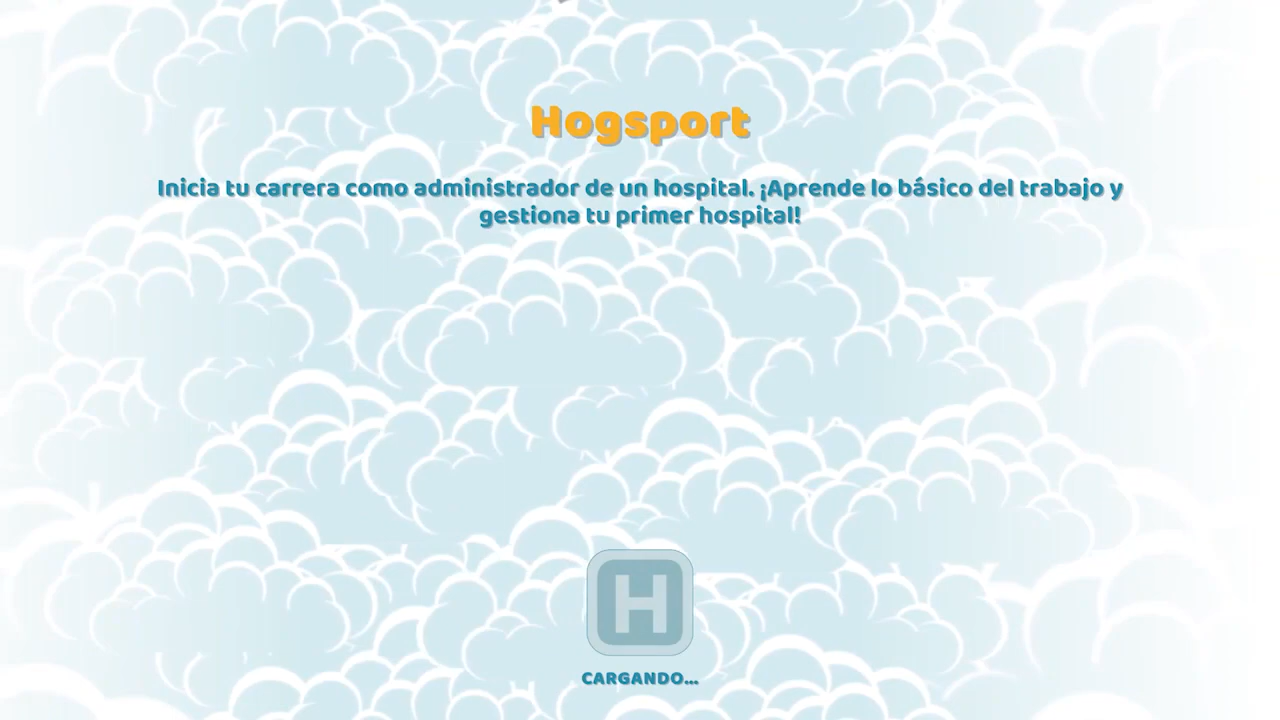 Hogsport
Inicia tu carrera como administrador de un hospital. ¡Aprende lo básico del trabajo y
gestiona tu primer hospital!
H
CARGANDO...